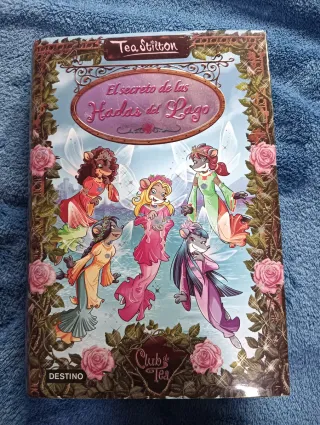 Tea Stilton
El secreto de las
Hadas del Lago
Club de
Tea
DESTINO